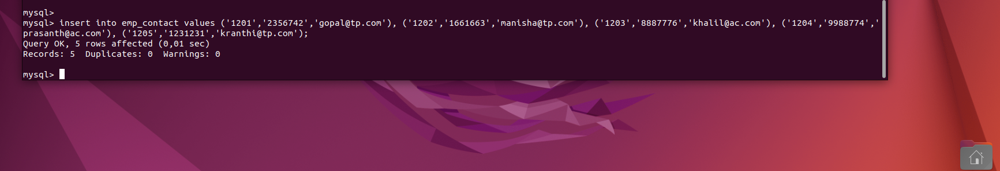 mysql>
mysql> insert into emp_contact values ('1201','2356742','gopal@tp.com'), ('1202','1661663','manisha@tp.com'), ('1203','8887776','khalil@ac.com'), ('1204','9988774','
prasanth@ac.com'), ('1205','1231231','kranthi@tp.com');
Query OK, 5 rows affected (0,01 sec)
Records: 5  Duplicates: 0  Warnings: 0
mysql>